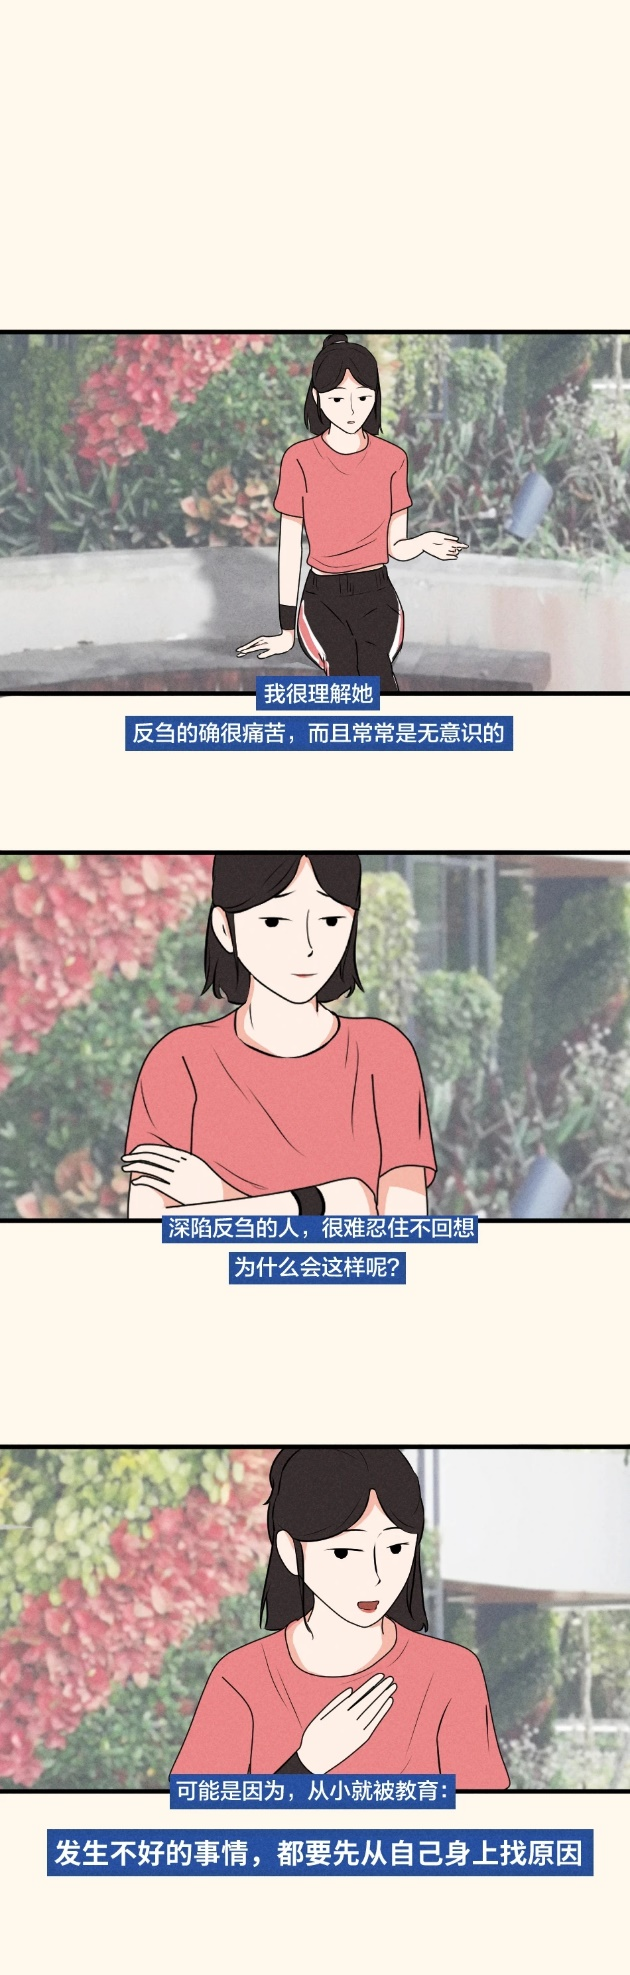 我很理解她
反刍的确很痛苦，而且常常是无意识的
深陷反刍的人，很难忍住不回想
为什么会这样呢？
可能是因为，从小就被教育：
发生不好的事情，都要先从自己身上找原因